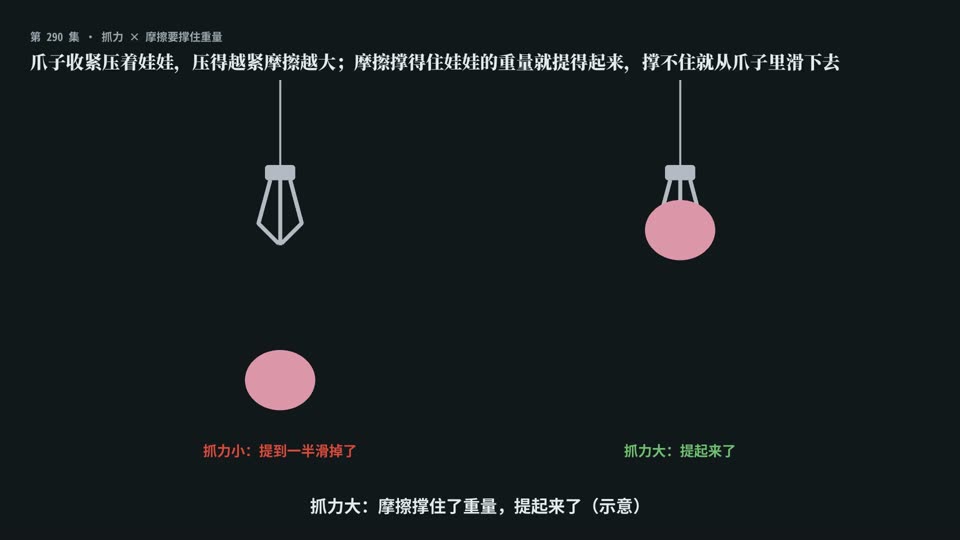 第 290 集 · 抓力 × 摩擦要撑住重量
爪子收紧压着娃娃，压得越紧摩擦越大；摩擦撑得住娃娃的重量就提得起来，撑不住就从爪子里滑下去
抓力小：提到一半滑掉了
抓力大：提起来了
抓力大：摩擦撑住了重量，提起来了（示意）